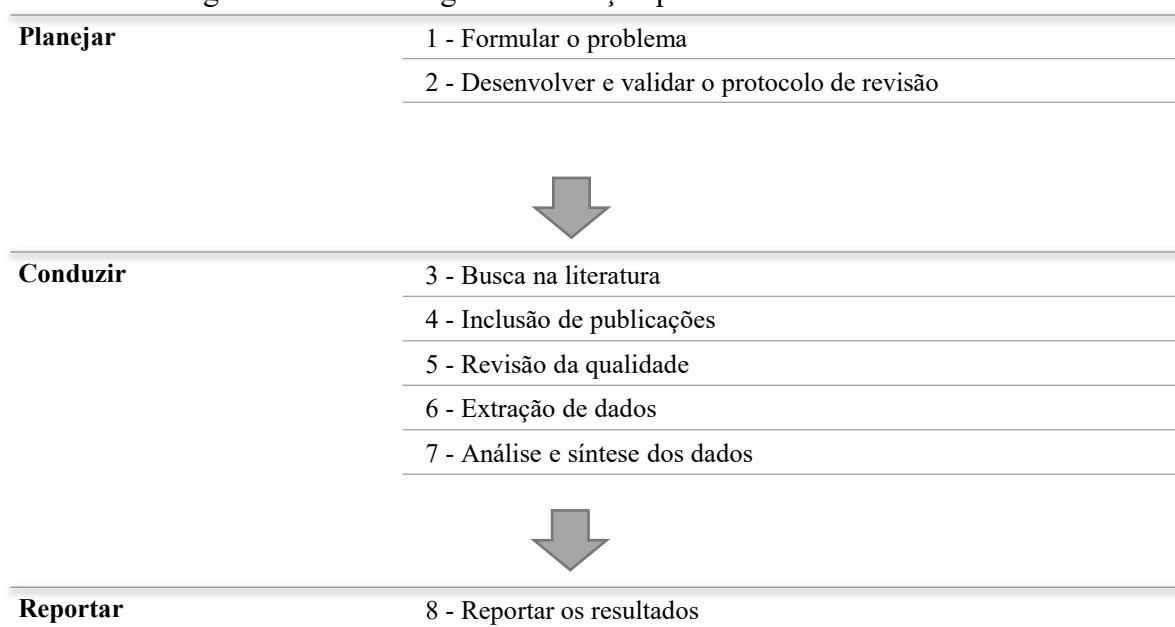 Planejar
1 - Formular o problema
2 - Desenvolver e validar o protocolo de revisão
Conduzir
3 - Busca na literatura
4 - Inclusão de publicações
5 - Revisão da qualidade
6 - Extração de dados
7 - Análise e síntese dos dados
Reportar
8 - Reportar os resultados